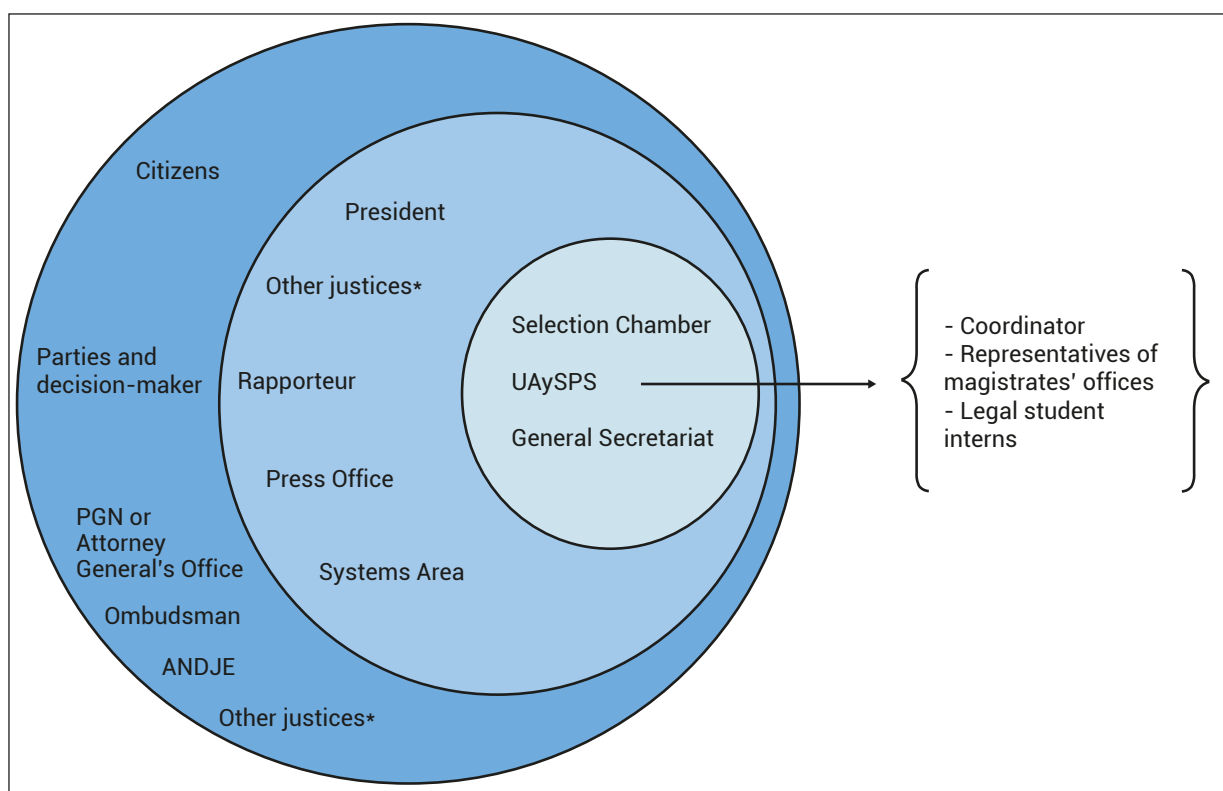 Citizens
President
Other justices*
Selection Chamber
Parties and
decision-maker
Rapporteur
UAySPS
General Secretariat
- Coordinator
- Representatives of
magistrates' offices
- Legal student
interns
Press Office
PGN or
Attorney
General's Office
Systems Area
Ombudsman
ANDJE
Other justices*